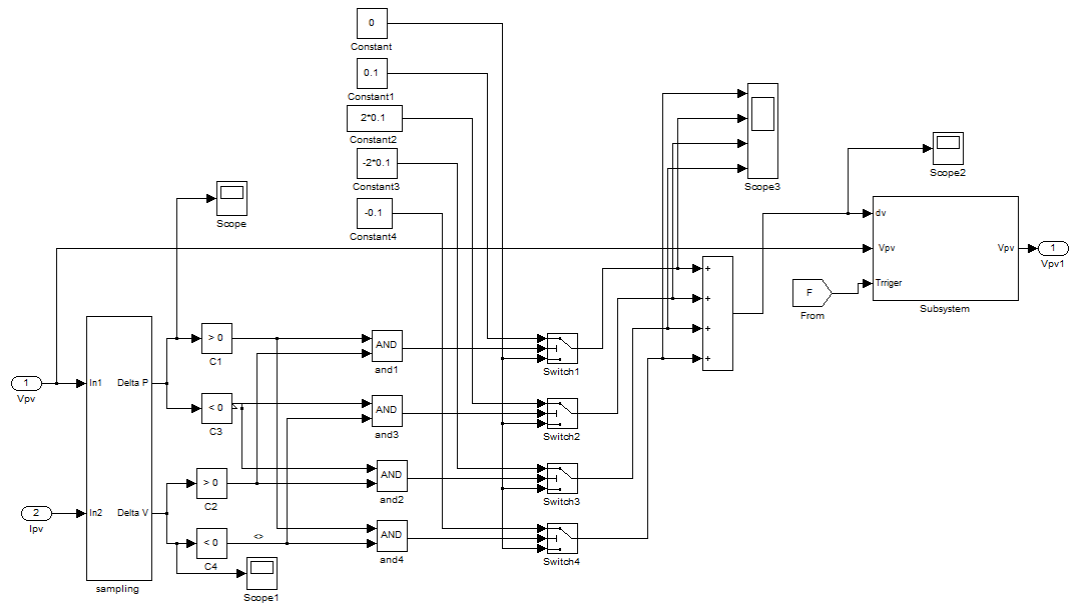 0
Constant
0.1
Constant1
2*0.1
Constant2
-2*0.1
Constant3
-0.1
Constant4
Scope
Scope3
Scope2
dv
Vpv
Trriger
Vpv
Subsystem
1
Vpv1
F
From
+
+
+
+
1
Vpv
2
Ipv
In1
Delta P
In2
Delta V
sampling
> 0
C1
< 0
C3
> 0
C2
< 0
C4
<>
Scope1
AND
and1
AND
and3
AND
and2
AND
and4
Switch1
Switch2
Switch3
Switch4